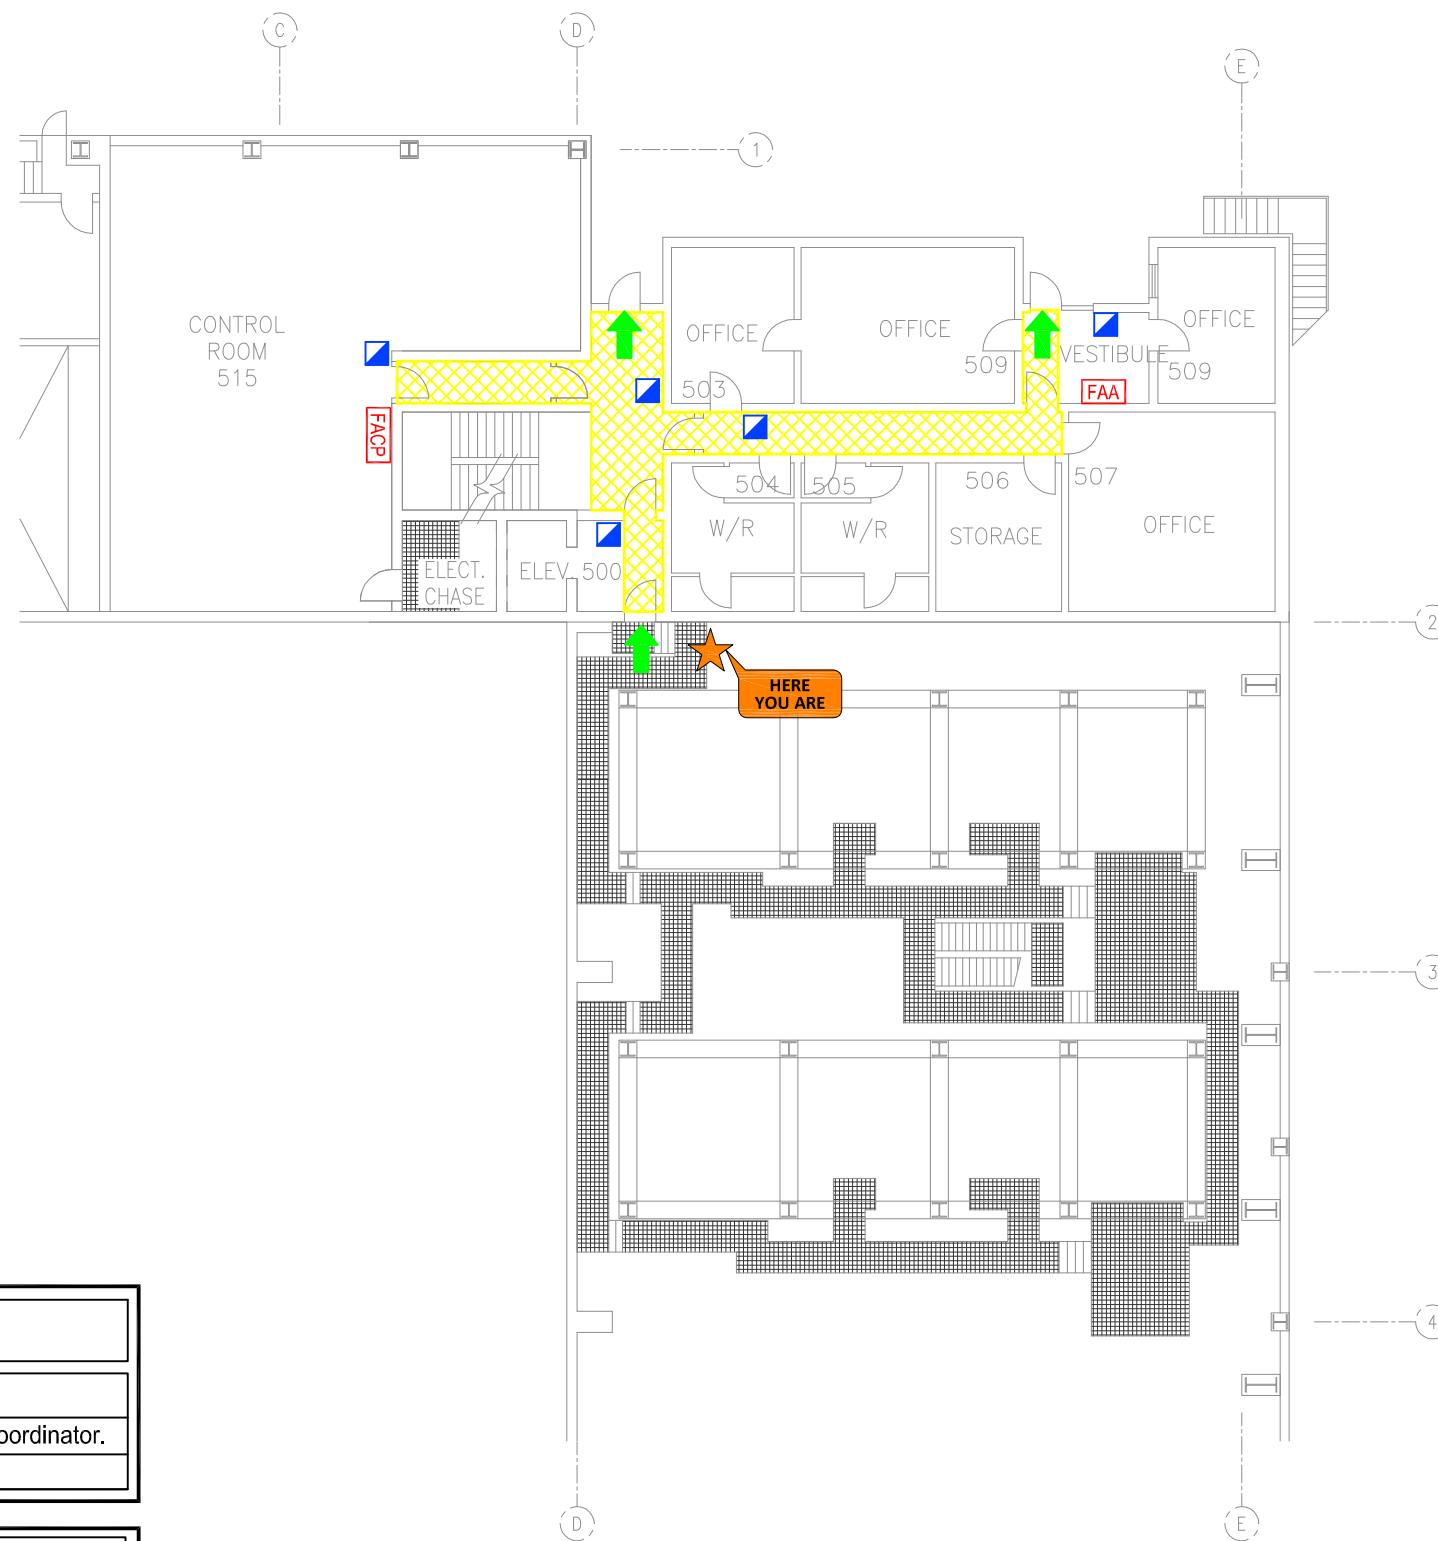 C
D
E
1
CONTROL
ROOM
515
OFFICE
OFFICE
OFFICE
503
509
VESTIBULE
509
FAA
FACP
504
505
506
507
W/R
W/R
STORAGE
OFFICE
ELECT.
CHASE
ELEV. 500
2
HERE
YOU ARE
3
4
oordinator.
D
E